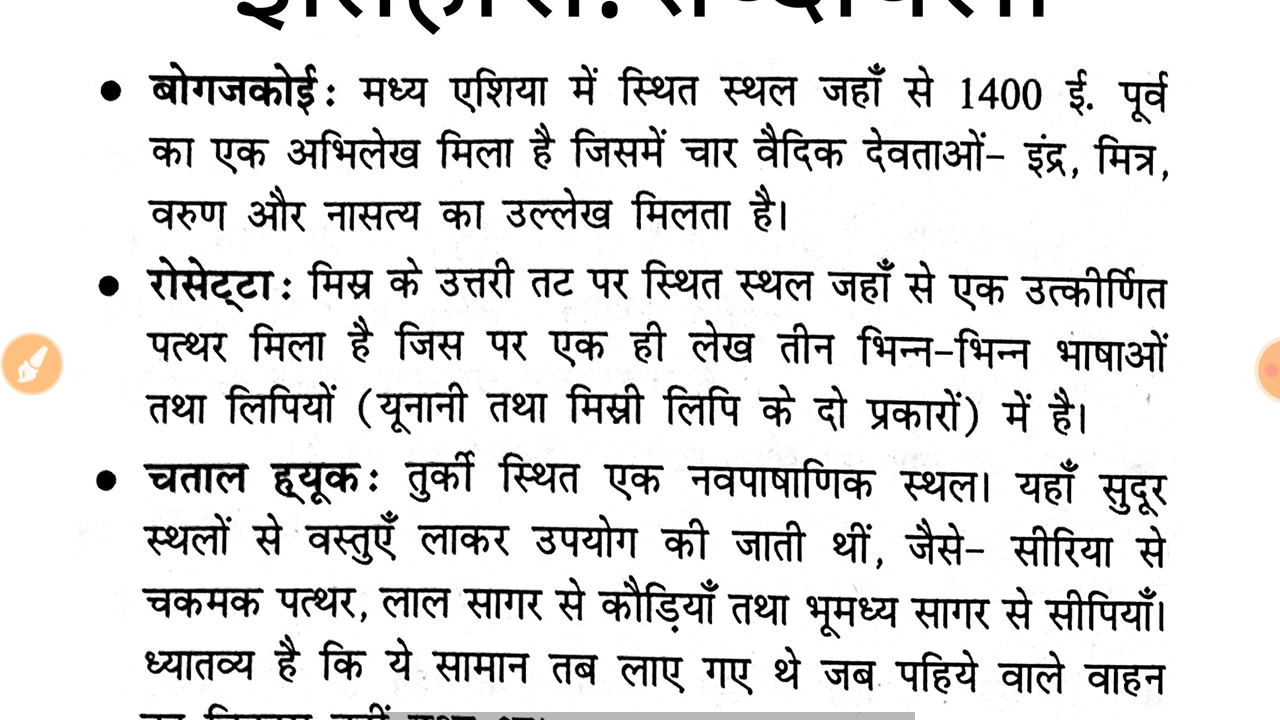 • बोगजकोई: मध्य एशिया में स्थित स्थल जहाँ से 1400 ई. पूर्व
का एक अभिलेख मिला है जिसमें चार वैदिक देवताओं- इंद्र, मित्र,
वरुण और नासत्य का उल्लेख मिलता है।
• रोसेट्टा: मिस्र के उत्तरी तट पर स्थित स्थल जहाँ से एक उत्कीर्णित
पत्थर मिला है जिस पर एक ही लेख तीन भिन्न-भिन्न भाषाओं
तथा लिपियों (यूनानी तथा मिस्री लिपि के दो प्रकारों) में है।
• चताल ह्यूक: तुर्की स्थित एक नवपाषाणिक स्थल। यहाँ सुदूर
स्थलों से वस्तुएँ लाकर उपयोग की जाती थीं, जैसे- सीरिया से
चकमक पत्थर, लाल सागर से कौड़ियाँ तथा भूमध्य सागर से सीपियाँ।
ध्यातव्य है कि ये सामान तब लाए गए थे जब पहिये वाले वाहन